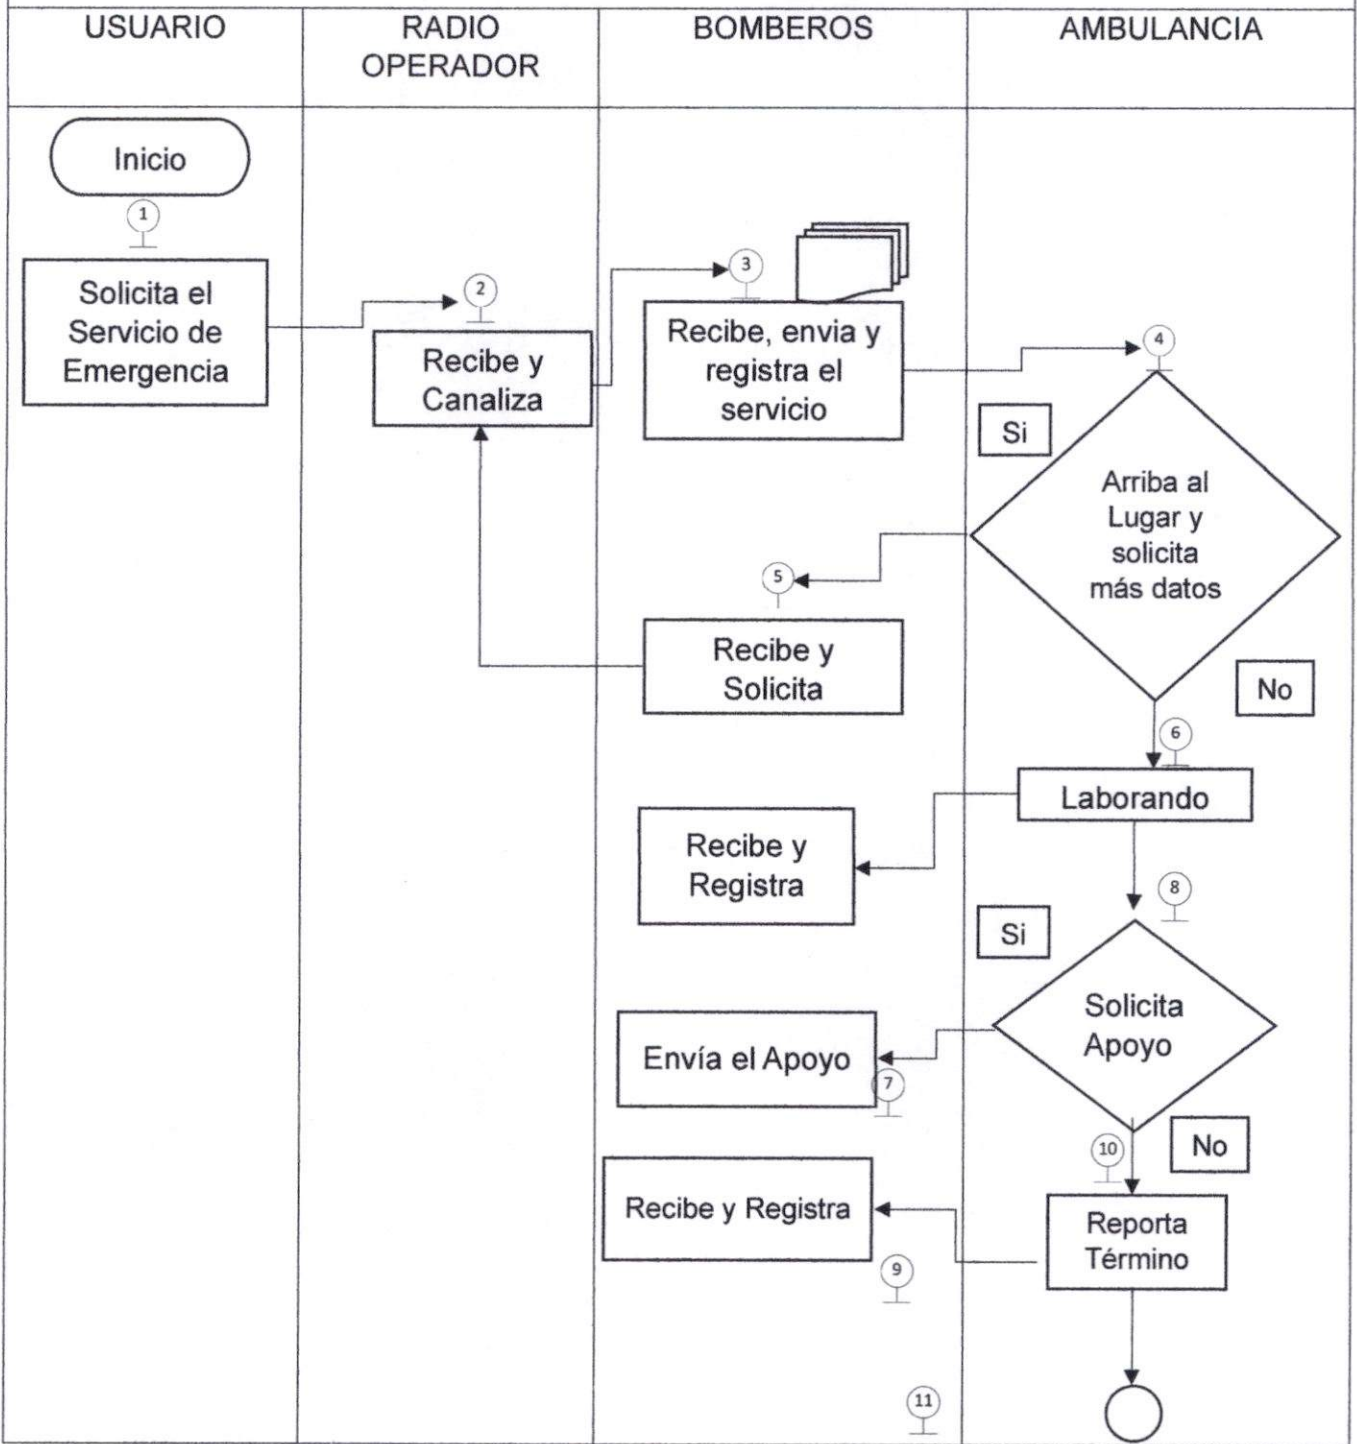 USUARIO
RADIO
OPERADOR
BOMBEROS
AMBULANCIA
Inicio
1
Solicita el
Servicio de
Emergencia
2
Recibe y
Canaliza
3
Recibe, envia y
registra el
servicio
4
Si
Arriba al
Lugar y
solicita
más datos
No
5
Recibe y
Solicita
6
Laborando
Recibe y
Registra
8
Si
Solicita
Apoyo
No
Envía el Apoyo
7
10
Reporta
Término
Recibe y Registra
9
11